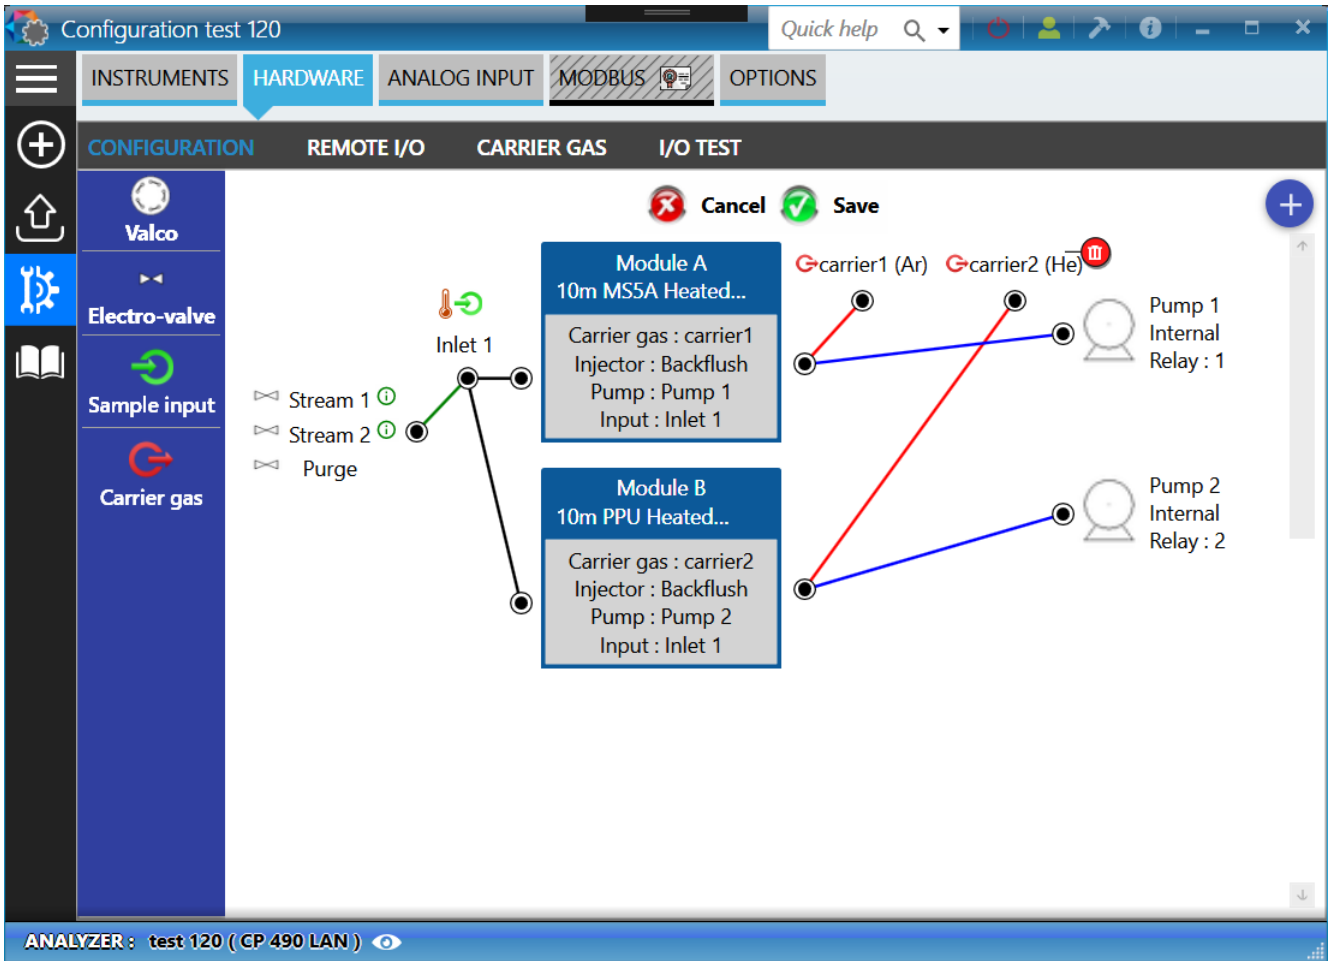 Configuration test 120
Quick help
INSTRUMENTS HARDWARE ANALOG INPUT MODBUS OPTIONS
CONFIGURATION REMOTE I/O CARRIER GAS I/O TEST
Valco
Electro-valve
Sample input
Carrier gas
Cancel Save
Inlet 1
Stream 1
Stream 2
Purge
Module A
10m MS5A Heated...
Carrier gas : carrier1
Injector : Backflush
Pump : Pump 1
Input : Inlet 1
Module B
10m PPU Heated...
Carrier gas : carrier2
Injector : Backflush
Pump : Pump 2
Input : Inlet 1
carrier1 (Ar) carrier2 (He)
Pump 1
Internal
Relay : 1
Pump 2
Internal
Relay : 2
ANALYZER : test 120 ( CP 490 LAN )